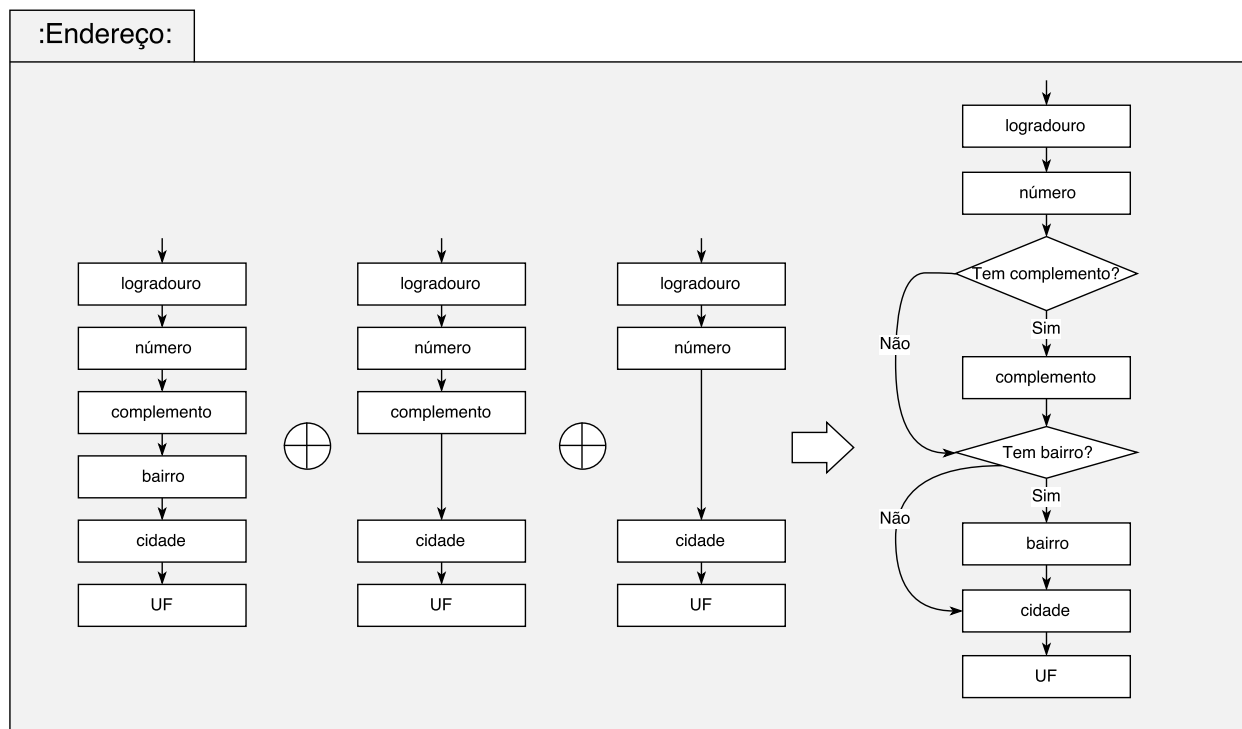 :Endereço:
logradouro
número
complemento
bairro
cidade
UF
logradouro
número
complemento
cidade
UF
logradouro
número
cidade
UF
logradouro
número
Tem complemento?
Sim
Não
complemento
Tem bairro?
Sim
Não
bairro
cidade
UF